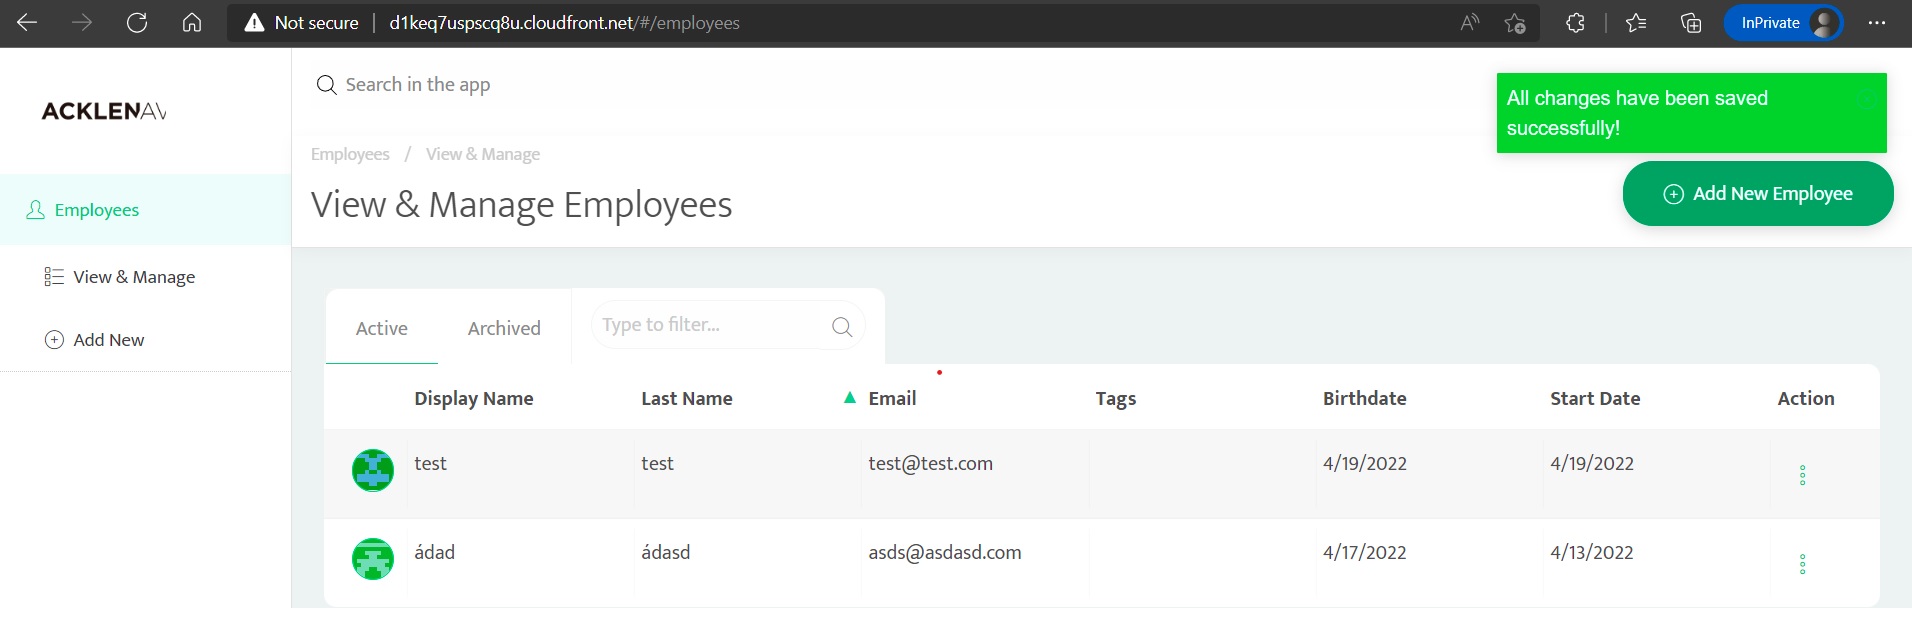 Not secure d1keq7uspscq8u.cloudfront.net/#/employees InPrivate
ACKLENAV
Search in the app
All changes have been saved
successfully!
Employees / View & Manage
View & Manage Employees
Add New Employee
Employees
View & Manage
Add New
Active Archived Type to filter...
Display Name Last Name Email Tags Birthdate Start Date Action
test test test@test.com 4/19/2022 4/19/2022
ádad ádasd asds@asdasd.com 4/17/2022 4/13/2022